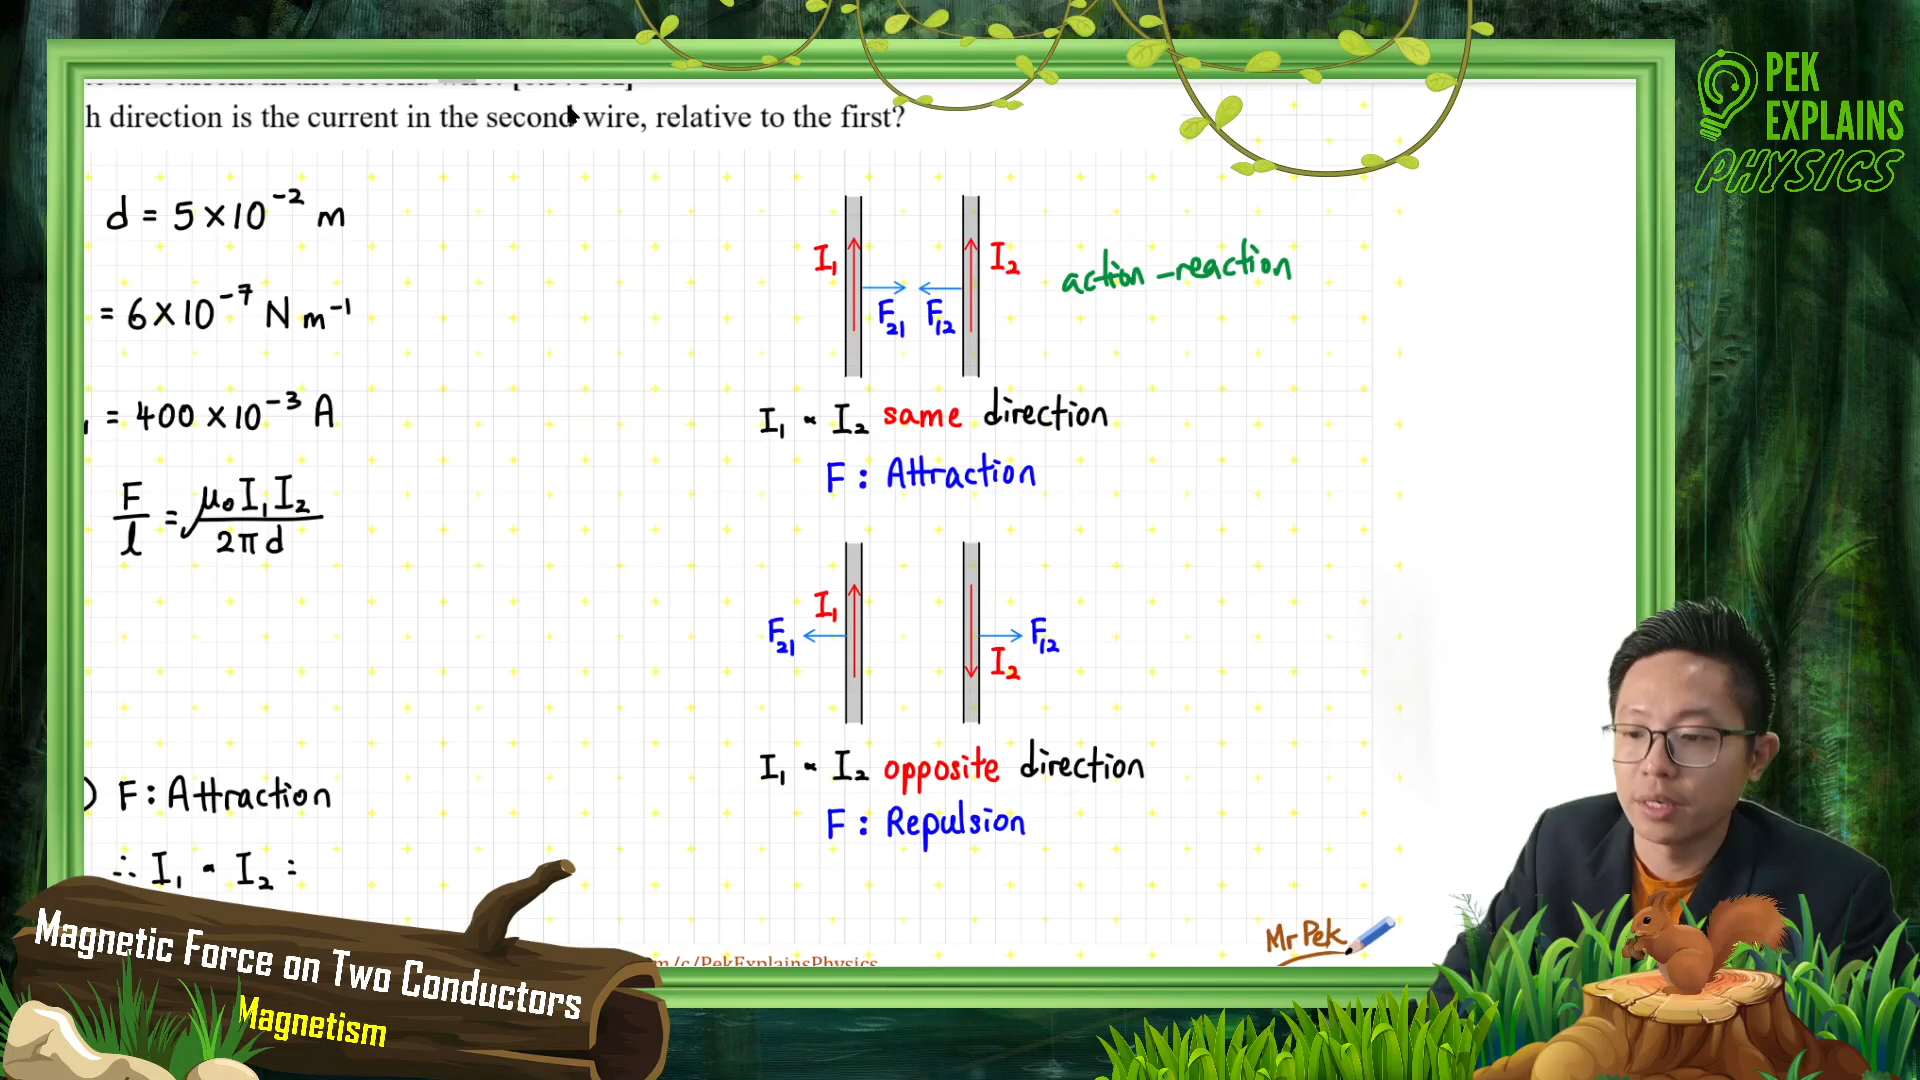 PEK
EXPLAINS
PHYSICS
h direction is the current in the second wire, relative to the first?
d = 5 × 10⁻² m
= 6 × 10⁻⁷ N m⁻¹
₁ = 400 × 10⁻³ A
F/l = μ₀I₁I₂ / 2πd
) F : Attraction
∴ I₁ - I₂ =
I₁ I₂ action - reaction
F₂₁ F₁₂
I₁ - I₂ same direction
F : Attraction
I₁
F₂₁ F₁₂
I₂
I₁ - I₂ opposite direction
F : Repulsion
Mr Pek
m/c/PekExplainsPhysics
Magnetic Force on Two Conductors
Magnetism